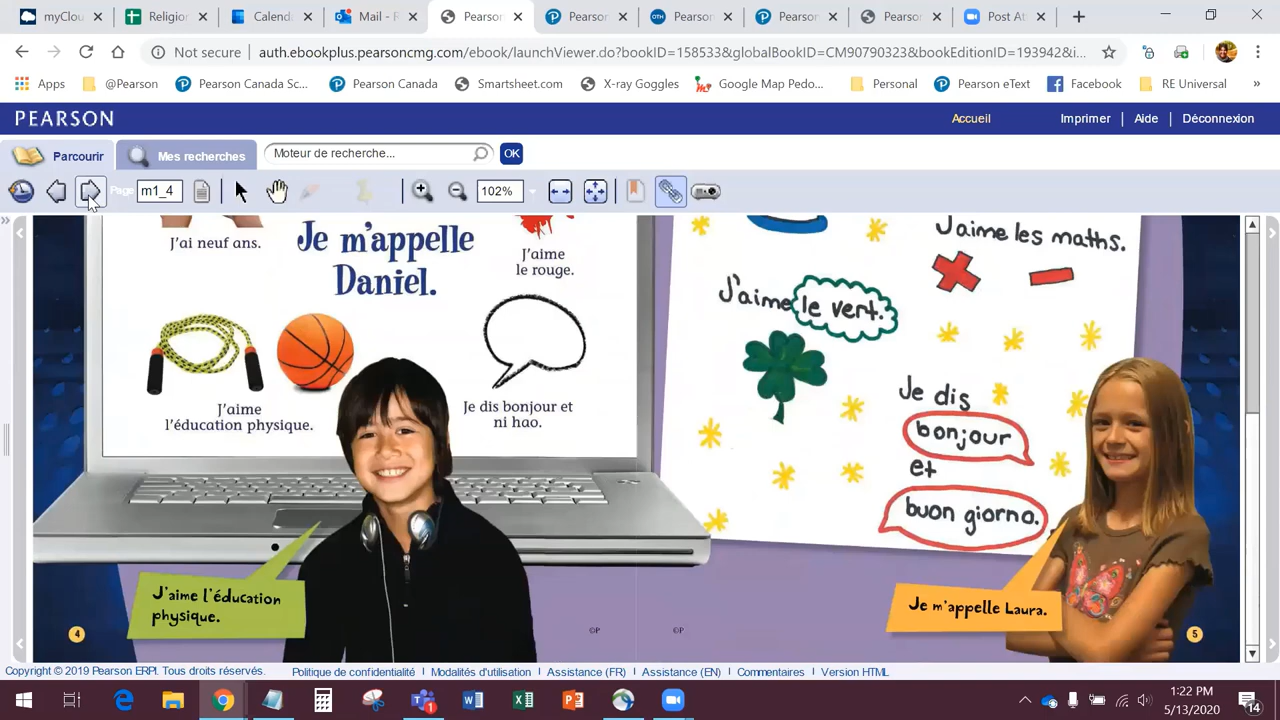 myClou
Religion
Calend
Mail - R
Pearson
Pearson
OTH
Pearson
Pearson
Pearson
Post At
Not secure
auth.ebookplus.pearsoncmg.com/ebook/launchViewer.do?bookID=158533&globalBookID=CM90790323&bookEditionID=193942&i...
Apps
@Pearson
Pearson Canada Sc...
Pearson Canada
Smartsheet.com
X-ray Goggles
Google Map Pedo...
Personal
Pearson eText
Facebook
RE Universal
PEARSON
Accueil
Imprimer
Aide
Déconnexion
Parcourir
Mes recherches
Moteur de recherche...
OK
Page
m1_4
102%
J'ai neuf ans.
Je m'appelle
Daniel.
J'aime
le rouge.
J'aime
l'éducation physique.
Je dis bonjour et
ni hao.
J'aime l'éducation
physique.
4
©P
J'aime les maths.
J'aime le vert.
Je dis
bonjour
et
buon giorno.
Je m'appelle Laura.
©P
5
Copyright © 2019 Pearson ERPI. Tous droits réservés.
Politique de confidentialité
Modalités d'utilisation
Assistance (FR)
Assistance (EN)
Commentaires
Version HTML
1
1:22 PM
5/13/2020
14